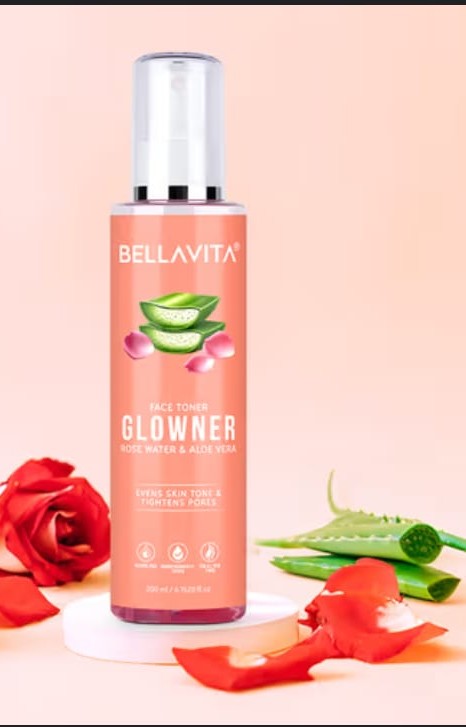 BELLAVITA®
FACE TONER
GLOWNER
ROSE WATER & ALOE VERA
EVENS SKIN TONE &
TIGHTENS PORES